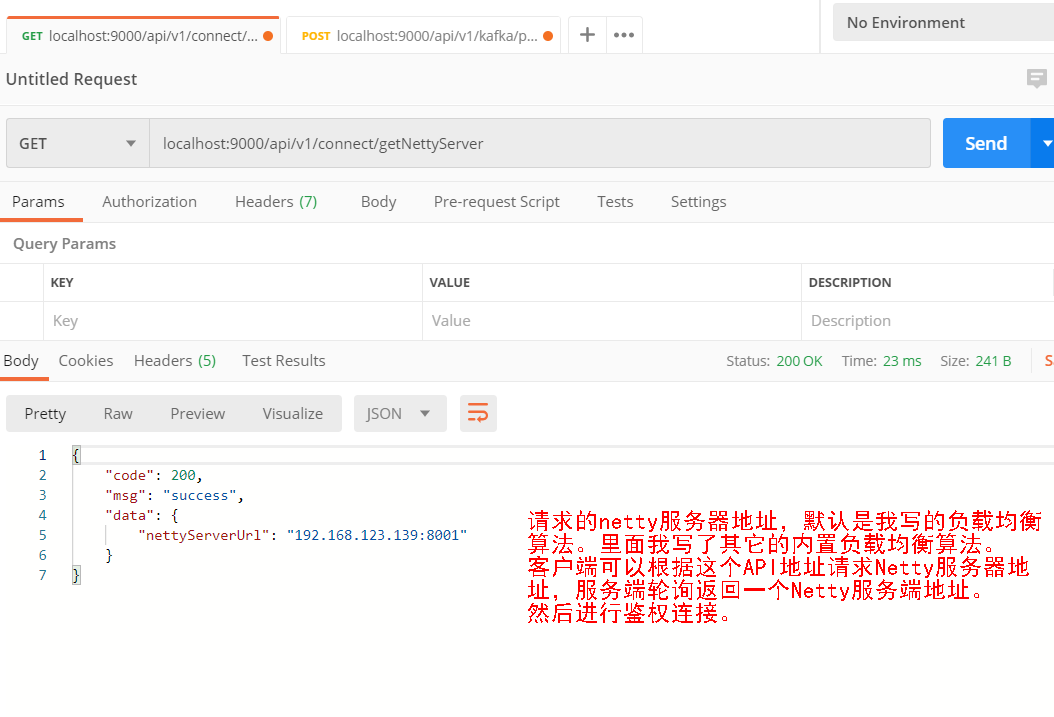 GET localhost:9000/api/v1/connect/... POST localhost:9000/api/v1/kafka/p... No Environment
Untitled Request
GET localhost:9000/api/v1/connect/getNettyServer Send
Params Authorization Headers (7) Body Pre-request Script Tests Settings
Query Params
KEY VALUE DESCRIPTION
Key Value Description
Body Cookies Headers (5) Test Results Status: 200 OK Time: 23 ms Size: 241 B
Pretty Raw Preview Visualize JSON
1 {
2 "code": 200,
3 "msg": "success",
4 "data": {
5 "nettyServerUrl": "192.168.123.139:8001"
6 }
7 }
请求的netty服务器地址，默认是我写的负载均衡
算法。里面我写了其它的内置负载均衡算法。
客户端可以根据这个API地址请求Netty服务器地
址，服务端轮询返回一个Netty服务端地址。
然后进行鉴权连接。